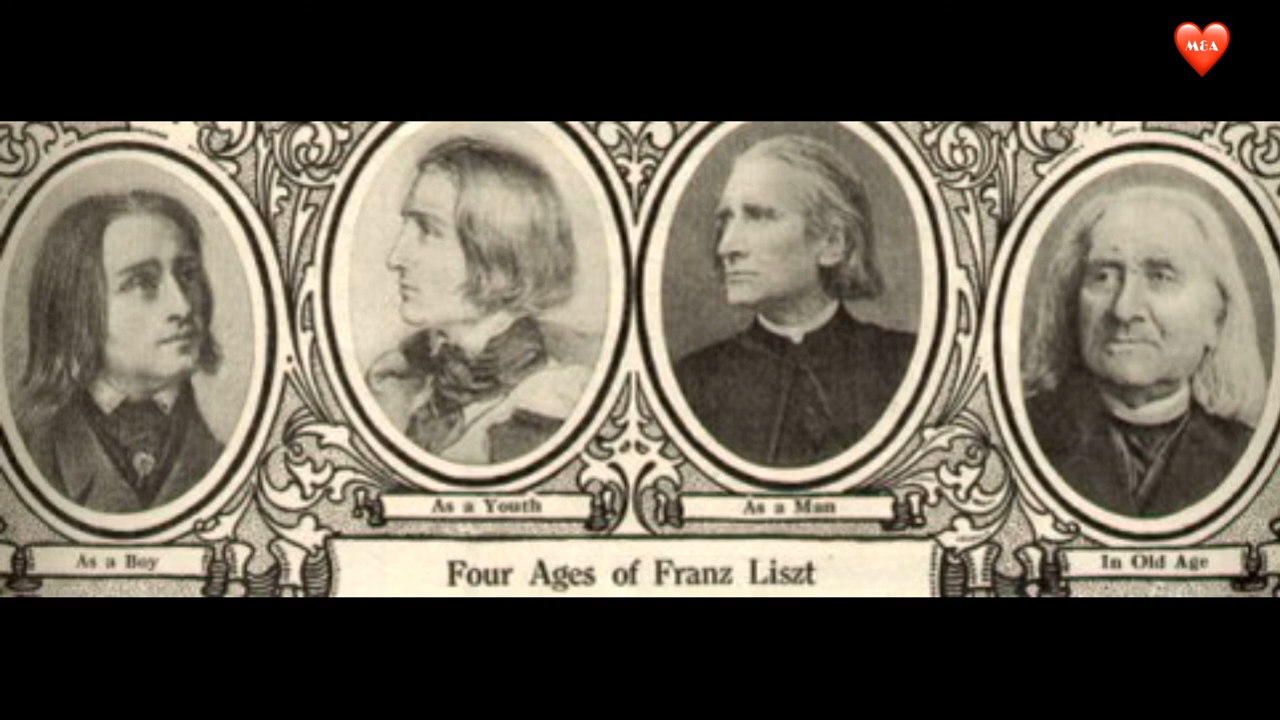 M&A
As a Youth
As a Man
As a Boy
Four Ages of Franz Liszt
In Old Age